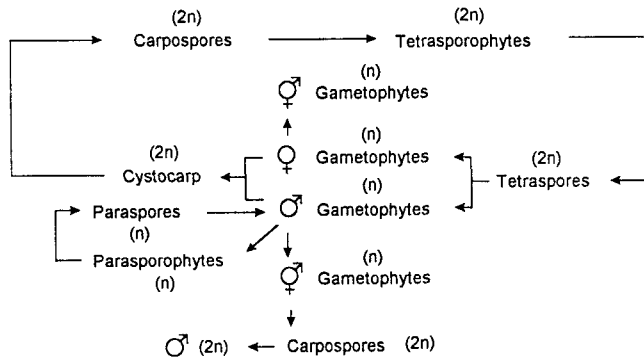 (2n) (2n)
Carpospores Tetrasporophytes
(n)
⚥ Gametophytes
(n)
(2n) ♀ Gametophytes (2n)
Cystocarp (n) Tetraspores
Paraspores ♂ Gametophytes
(n)
Parasporophytes (n)
(n) ⚥ Gametophytes
♂ (2n) Carpospores (2n)